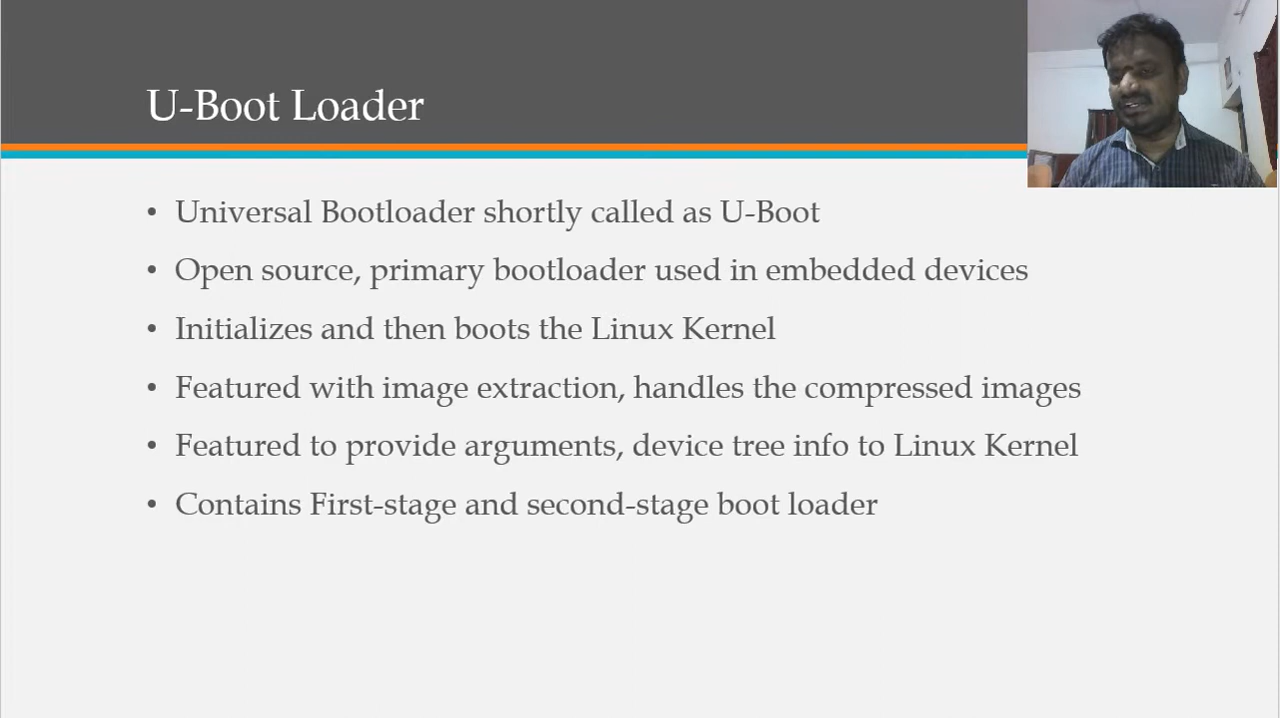 U-Boot Loader
• Universal Bootloader shortly called as U-Boot
• Open source, primary bootloader used in embedded devices
• Initializes and then boots the Linux Kernel
• Featured with image extraction, handles the compressed images
• Featured to provide arguments, device tree info to Linux Kernel
• Contains First-stage and second-stage boot loader